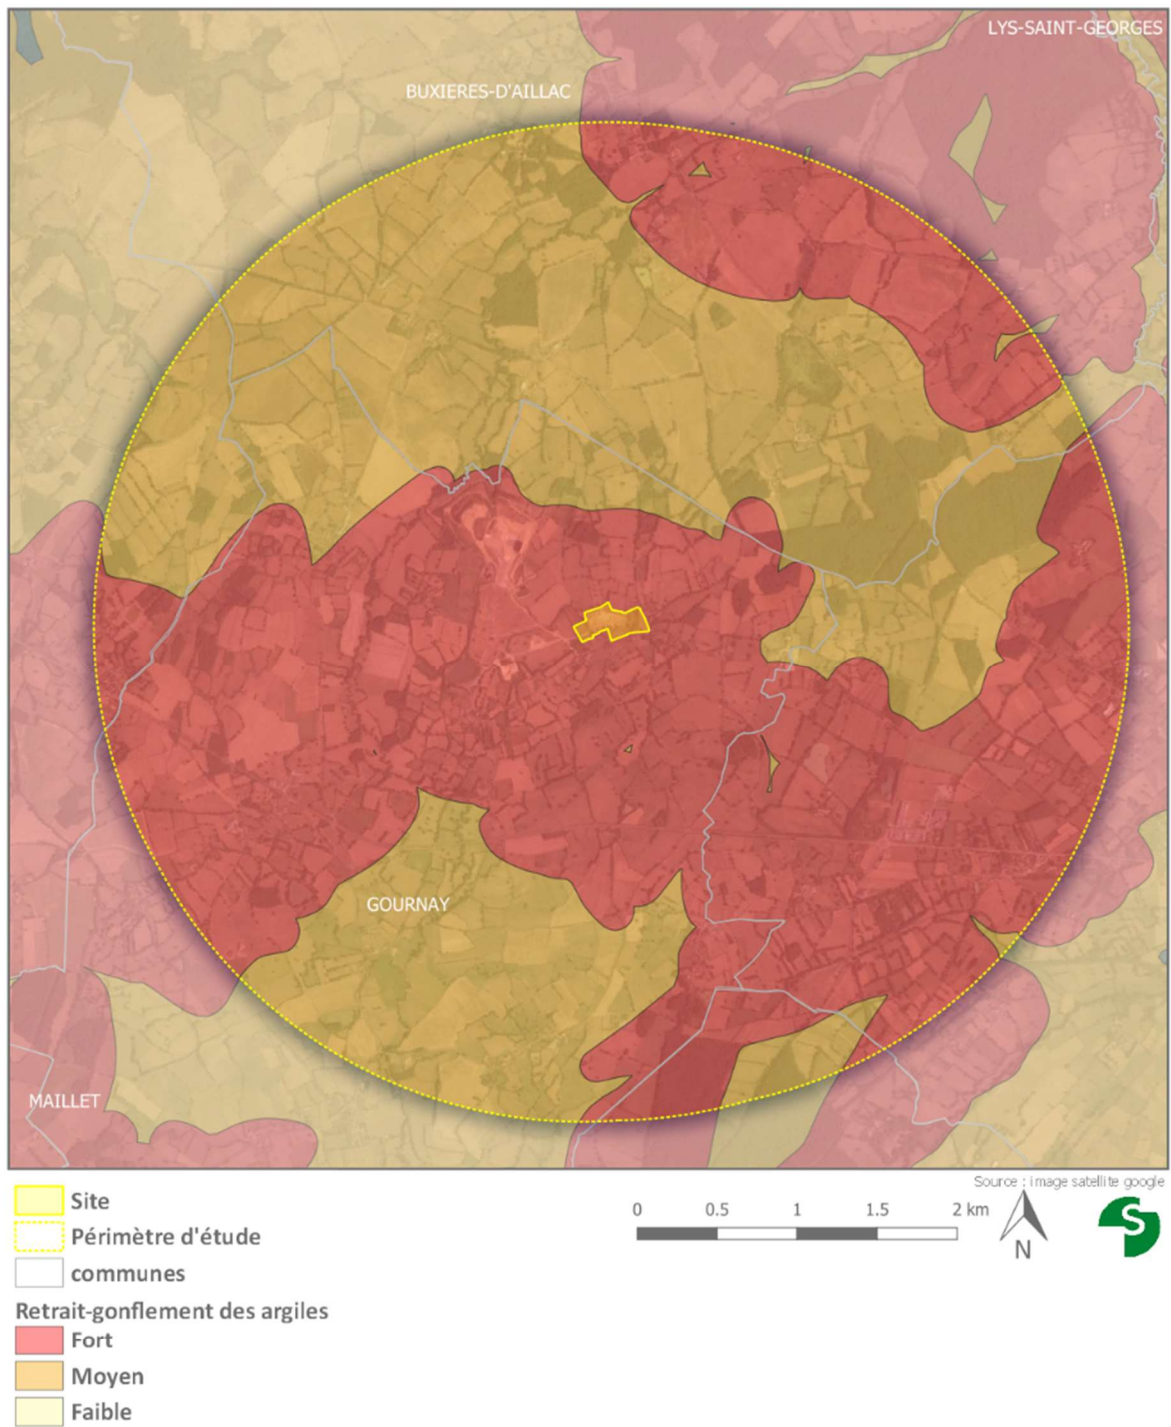 LYS-SAINT-GEORGES
BUXIERES-D'AILLAC
GOURNAY
MAILLET
Source : image satellite google
Site
Périmètre d'étude
communes
Retrait-gonflement des argiles
Fort
Moyen
Faible
0 0.5 1 1.5 2 km
N
S